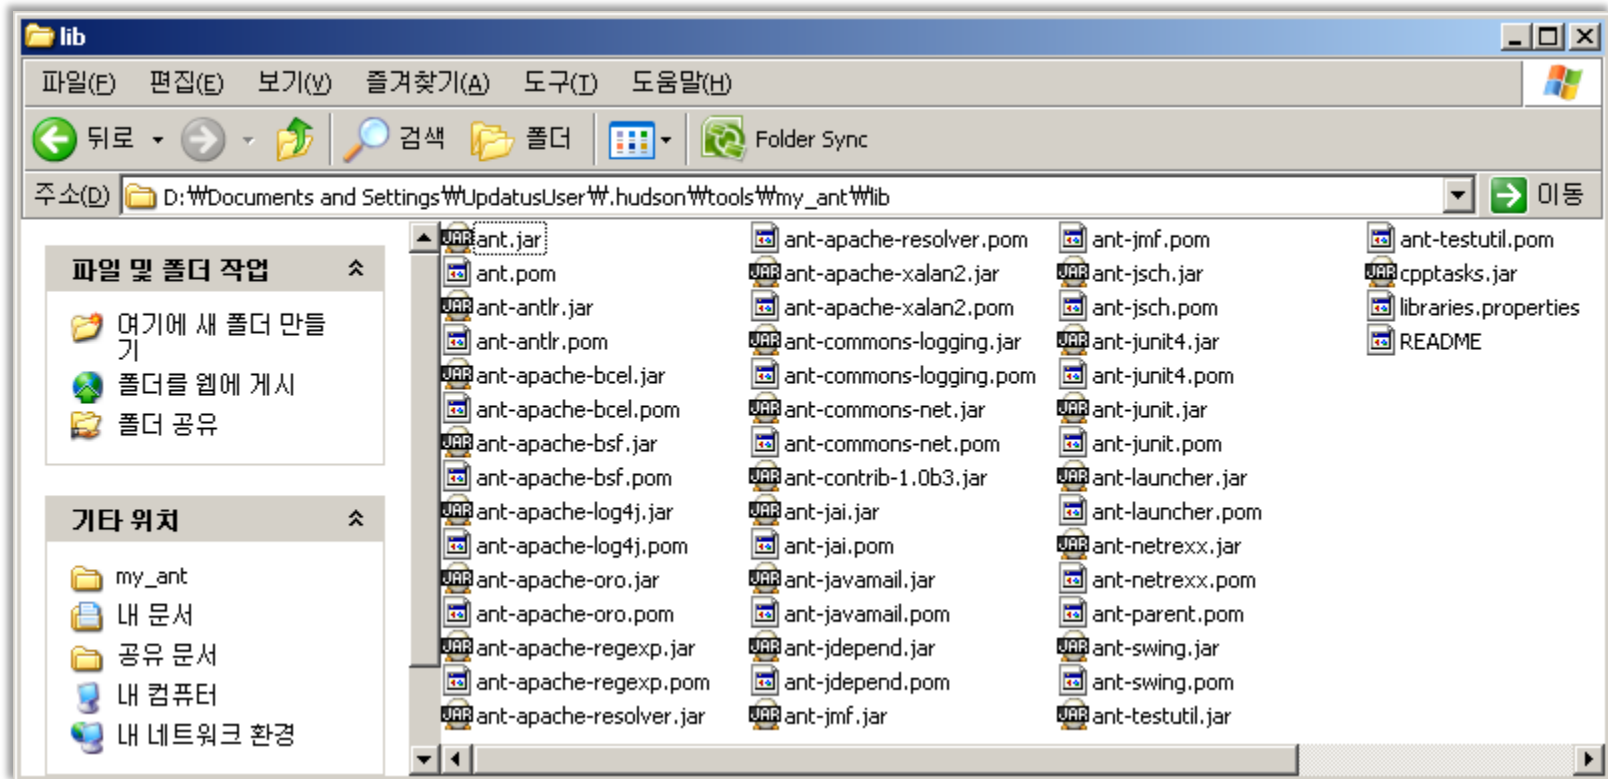 lib
파일(F) 편집(E) 보기(V) 즐겨찾기(A) 도구(T) 도움말(H)
뒤로 검색 폴더 Folder Sync
주소(D) D:₩Documents and Settings₩UpdatusUser₩.hudson₩tools₩my_ant₩lib 이동
파일 및 폴더 작업
여기에 새 폴더 만들
기
폴더를 웹에 게시
폴더 공유
기타 위치
my_ant
내 문서
공유 문서
내 컴퓨터
내 네트워크 환경
ant.jar
ant.pom
ant-antlr.jar
ant-antlr.pom
ant-apache-bcel.jar
ant-apache-bcel.pom
ant-apache-bsf.jar
ant-apache-bsf.pom
ant-apache-log4j.jar
ant-apache-log4j.pom
ant-apache-oro.jar
ant-apache-oro.pom
ant-apache-regexp.jar
ant-apache-regexp.pom
ant-apache-resolver.jar
ant-apache-resolver.pom
ant-apache-xalan2.jar
ant-apache-xalan2.pom
ant-commons-logging.jar
ant-commons-logging.pom
ant-commons-net.jar
ant-commons-net.pom
ant-contrib-1.0b3.jar
ant-jai.jar
ant-jai.pom
ant-javamail.jar
ant-javamail.pom
ant-jdepend.jar
ant-jdepend.pom
ant-jmf.jar
ant-jmf.pom
ant-jsch.jar
ant-jsch.pom
ant-junit4.jar
ant-junit4.pom
ant-junit.jar
ant-junit.pom
ant-launcher.jar
ant-launcher.pom
ant-netrexx.jar
ant-netrexx.pom
ant-parent.pom
ant-swing.jar
ant-swing.pom
ant-testutil.jar
ant-testutil.pom
cpptasks.jar
libraries.properties
README